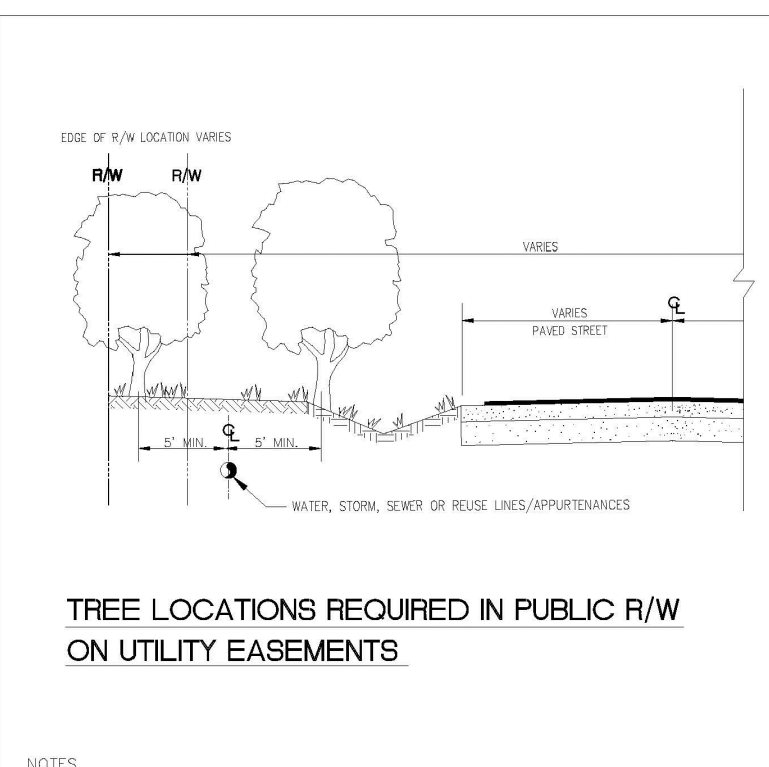 EDGE OF R/W LOCATION VARIES
R/W R/W
VARIES
℄
VARIES
PAVED STREET
℄
5' MIN. 5' MIN.
WATER, STORM, SEWER OR REUSE LINES/APPURTENANCES
TREE LOCATIONS REQUIRED IN PUBLIC R/W
ON UTILITY EASEMENTS
NOTES